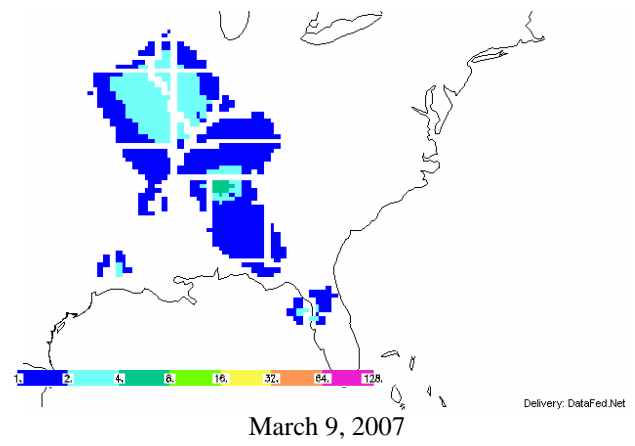 1. 2. 4. 8. 16. 32. 64. 128.
Delivery: DataFed.Net
March 9, 2007